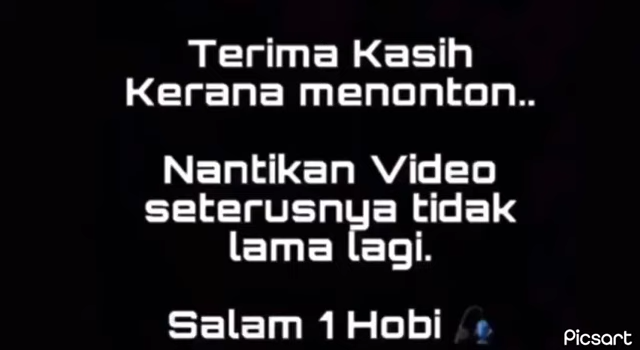 Terima Kasih
Kerana menonton..
Nantikan Video
seterusnya tidak
lama lagi.
Salam 1 Hobi 🎣
Picsart